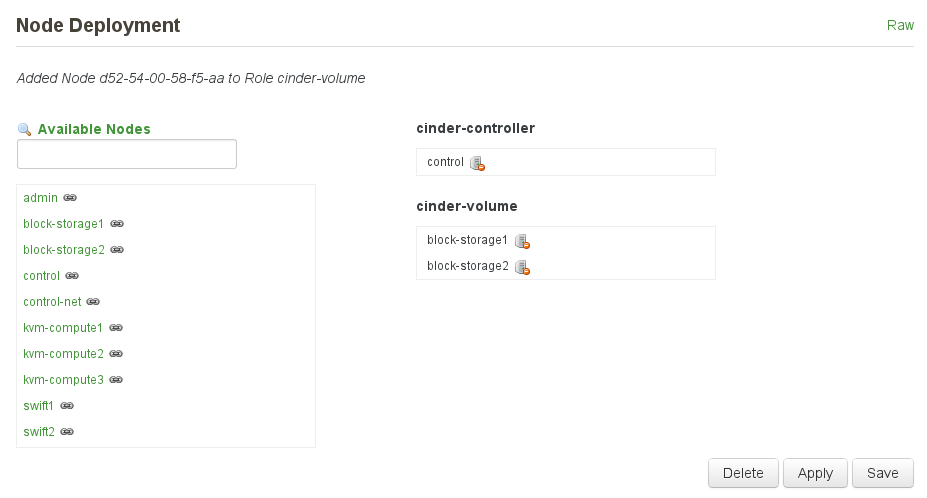 Node Deployment
Raw
Added Node d52-54-00-58-f5-aa to Role cinder-volume
Available Nodes
admin
block-storage1
block-storage2
control
control-net
kvm-compute1
kvm-compute2
kvm-compute3
swift1
swift2
cinder-controller
control
cinder-volume
block-storage1
block-storage2
Delete
Apply
Save